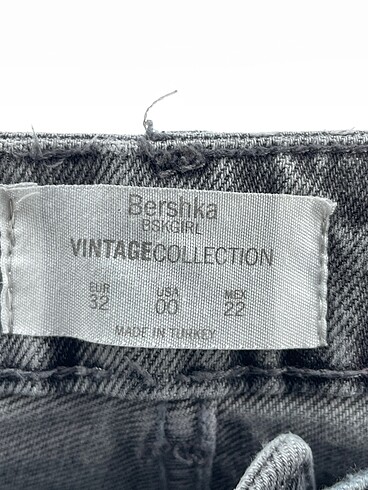 Bershka
BSKGIRL
VINTAGECOLLECTION
EUR USA MEX
32 00 22
MADE IN TURKEY